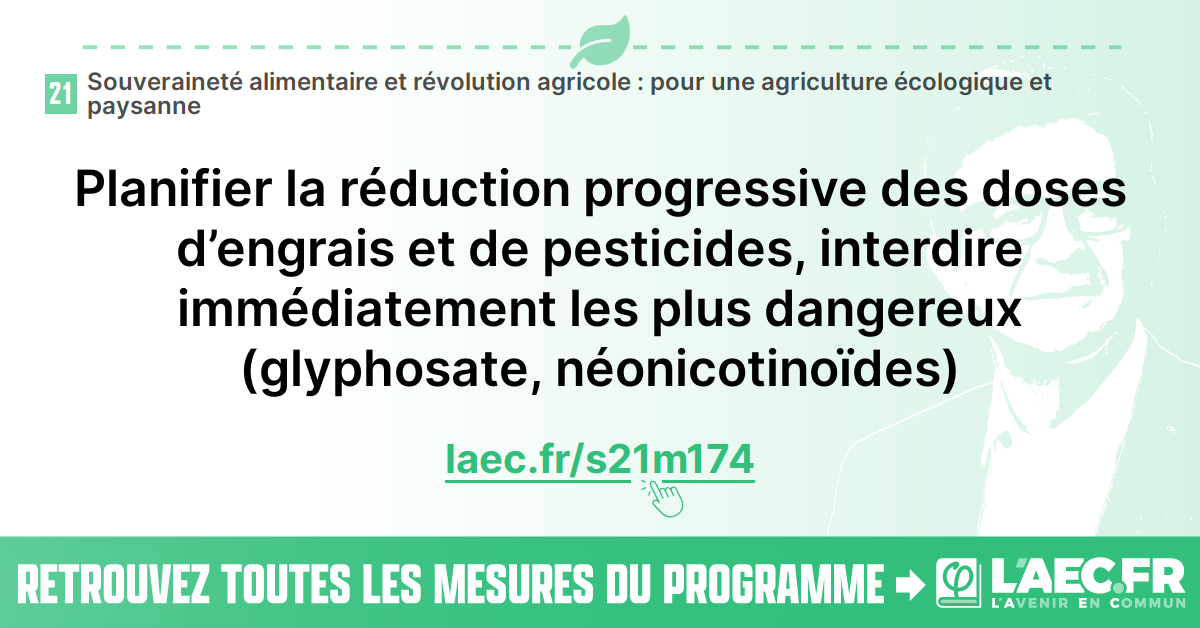 21
Souveraineté alimentaire et révolution agricole : pour une agriculture écologique et
paysanne
Planifier la réduction progressive des doses
d’engrais et de pesticides, interdire
immédiatement les plus dangereux
(glyphosate, néonicotinoïdes)
laec.fr/s21m174
RETROUVEZ TOUTES LES MESURES DU PROGRAMME
φ
L'AEC.FR
L'AVENIR EN COMMUN